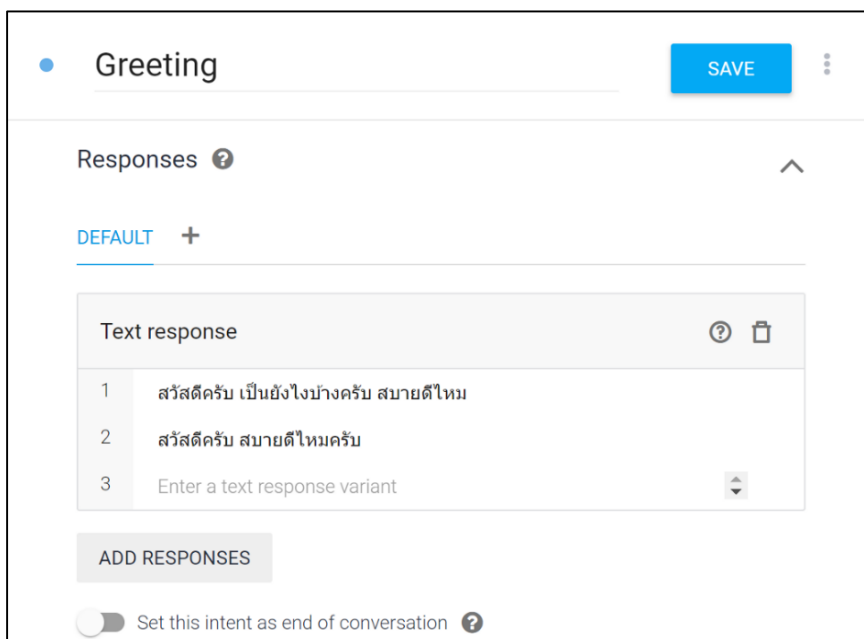 Greeting
SAVE
Responses
DEFAULT +
Text response
1 สวัสดีครับ เป็นยังไงบ้างครับ สบายดีไหม
2 สวัสดีครับ สบายดีไหมครับ
3 Enter a text response variant
ADD RESPONSES
Set this intent as end of conversation